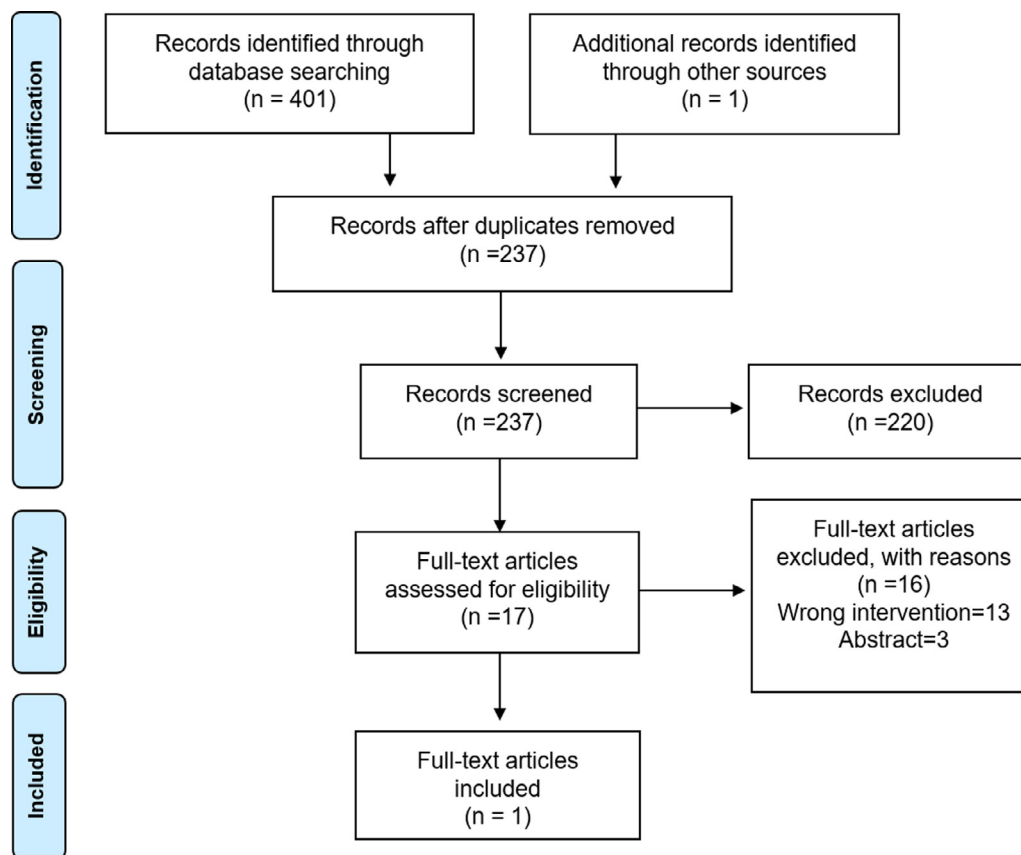 Identification
Records identified through
database searching
(n = 401)
Additional records identified
through other sources
(n = 1)
Records after duplicates removed
(n =237)
Screening
Records screened
(n =237)
Records excluded
(n =220)
Eligibility
Full-text articles
assessed for eligibility
(n =17)
Full-text articles
excluded, with reasons
(n =16)
Wrong intervention=13
Abstract=3
Included
Full-text articles
included
(n = 1)